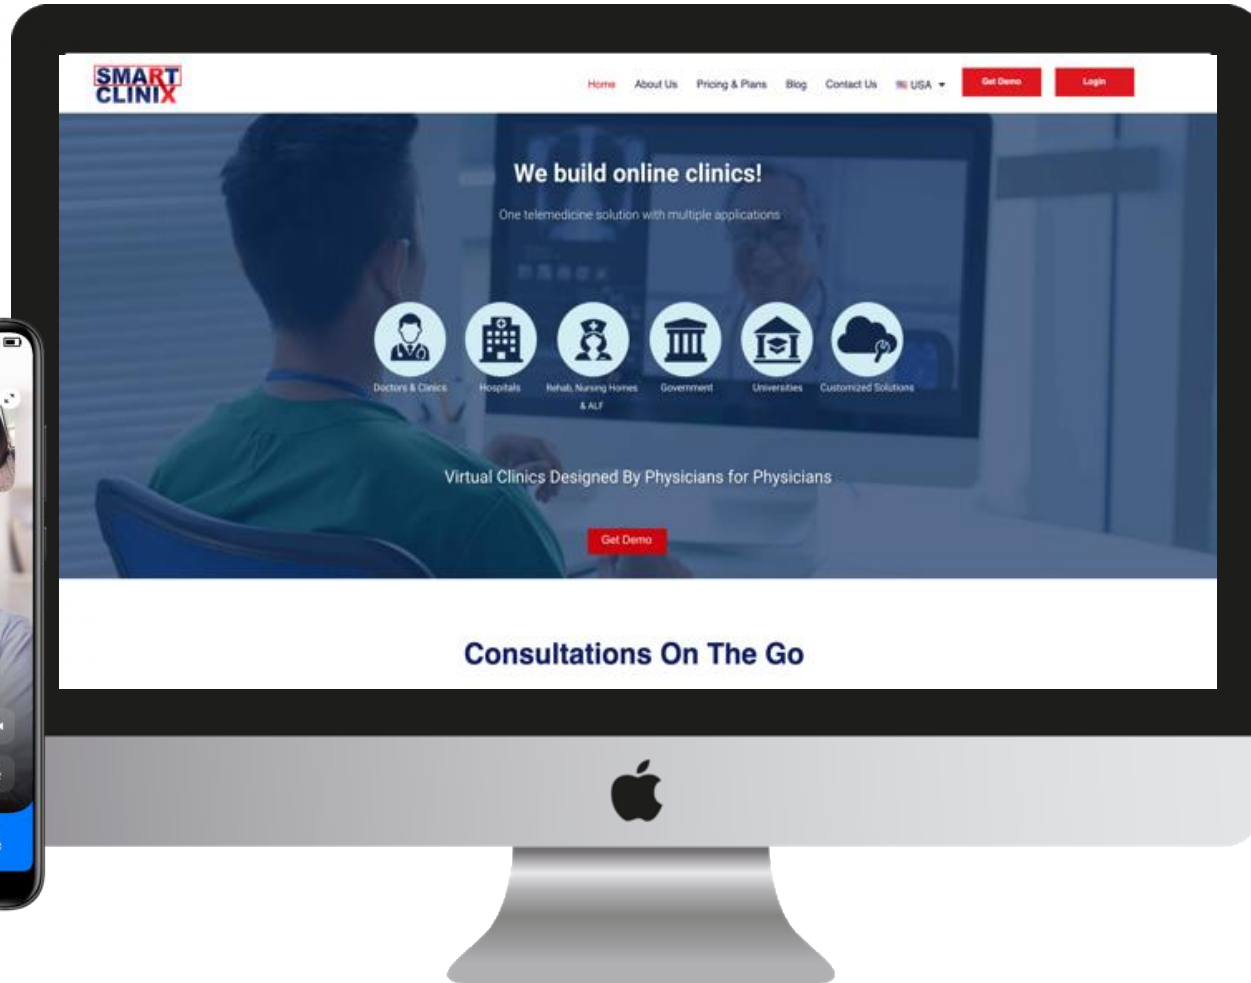 SMART
CLINIX
Home About Us Pricing & Plans Blog Contact Us USA Get Demo Login
We build online clinics!
One telemedicine solution with multiple applications
Doctors & Clinics Hospitals Rehab, Nursing Homes Government Universities Customized Solutions
& ALF
Virtual Clinics Designed By Physicians for Physicians
Get Demo
Consultations On The Go